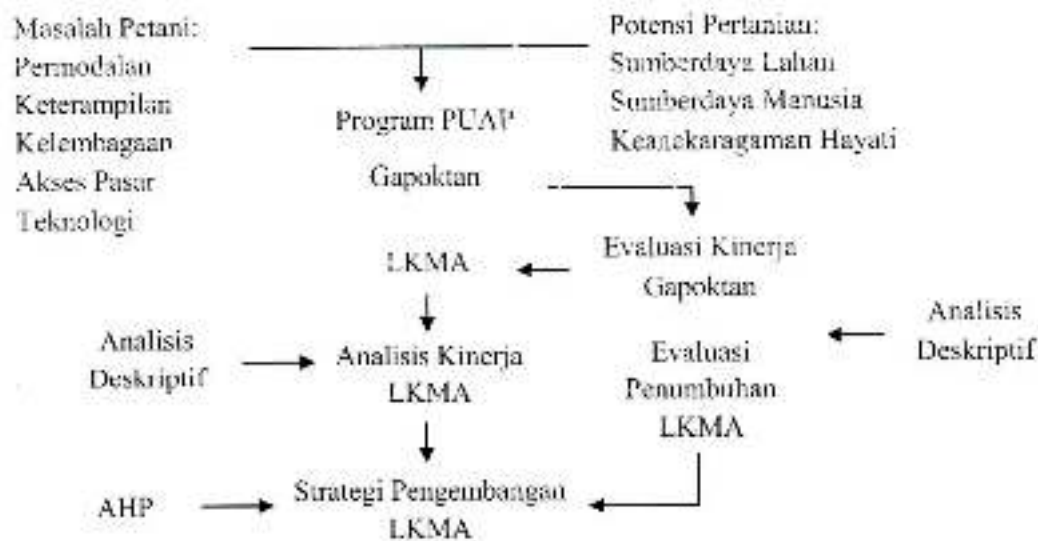 Masalah Petani:
Permodalan
Keterampilan
Kelembagaan
Akses Pasar
Teknologi
Potensi Pertanian:
Sumberdaya Lahan
Sumberdaya Manusia
Keanekaragaman Hayati
Program PUAP
Gapoktan
Evaluasi Kinerja
Gapoktan
LKMA
Analisis
Deskriptif
Analisis Kinerja
LKMA
Evaluasi
Penumbuhan
LKMA
Analisis
Deskriptif
AHP
Strategi Pengembangan
LKMA